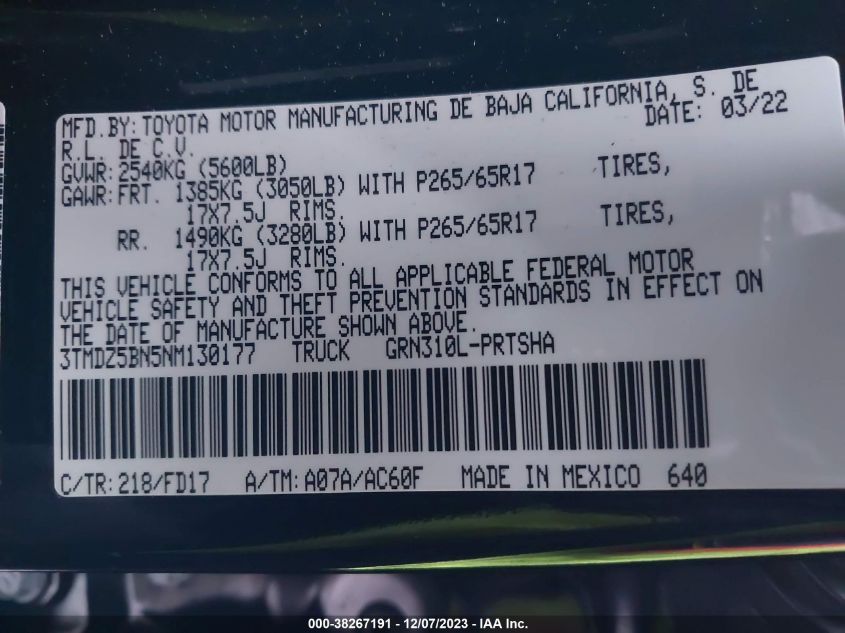 MFD.BY:TOYOTA MOTOR MANUFACTURING DE BAJA CALIFORNIA, S. DE
R.L. DE C.V. DATE: 03/22
GVWR:2540KG (5600LB)
GAWR:FRT. 1385KG (3050LB) WITH P265/65R17 TIRES,
17X7.5J RIMS.
RR. 1490KG (3280LB) WITH P265/65R17 TIRES,
17X7.5J RIMS.
THIS VEHICLE CONFORMS TO ALL APPLICABLE FEDERAL MOTOR
VEHICLE SAFETY AND THEFT PREVENTION STANDARDS IN EFFECT ON
THE DATE OF MANUFACTURE SHOWN ABOVE.
3TMDZ5BN5NM130177 TRUCK GRN310L-PRTSHA
C/TR:218/FD17 A/TM:A07A/AC60F MADE IN MEXICO 640
000-38267191 - 12/07/2023 - IAA Inc.